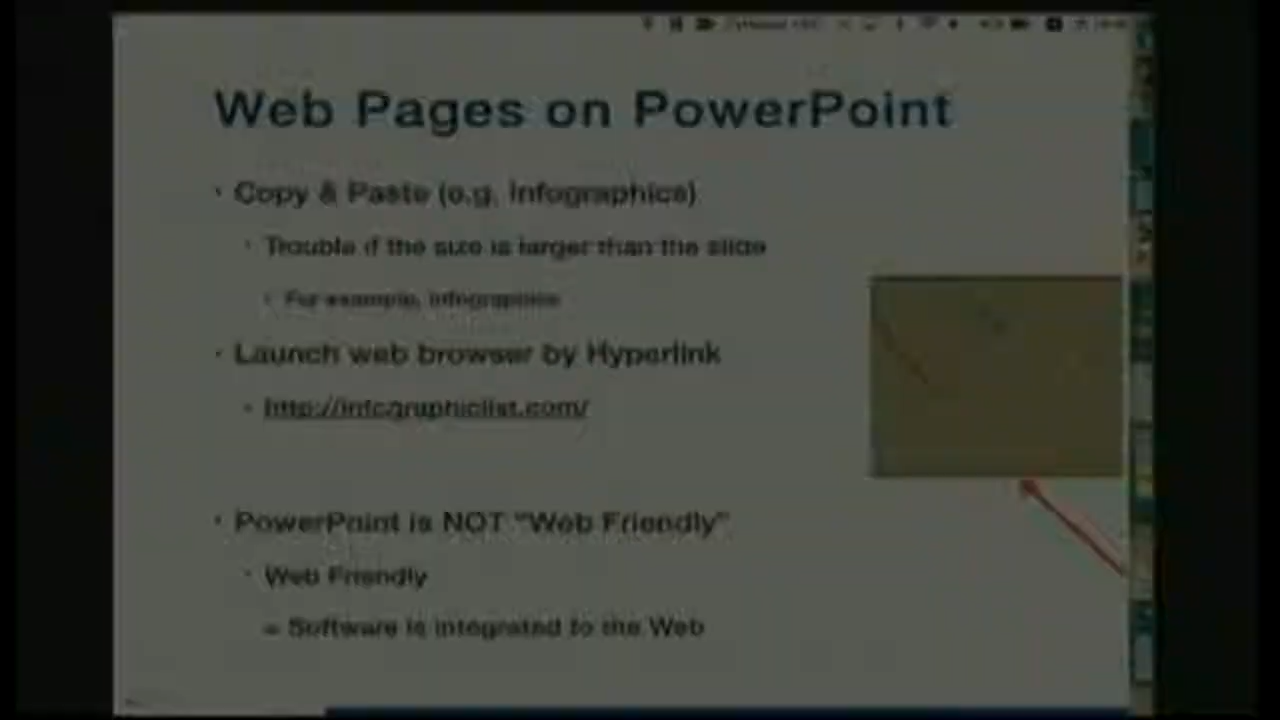 Web Pages on PowerPoint
• Copy & Paste (e.g. Infographics)
• Trouble if the size is larger than the slide
• For example, Infographics
• Launch web browser by Hyperlink
• http://infographiclist.com/
• PowerPoint is NOT "Web Friendly"
• Web Friendly
= Software is integrated to the Web